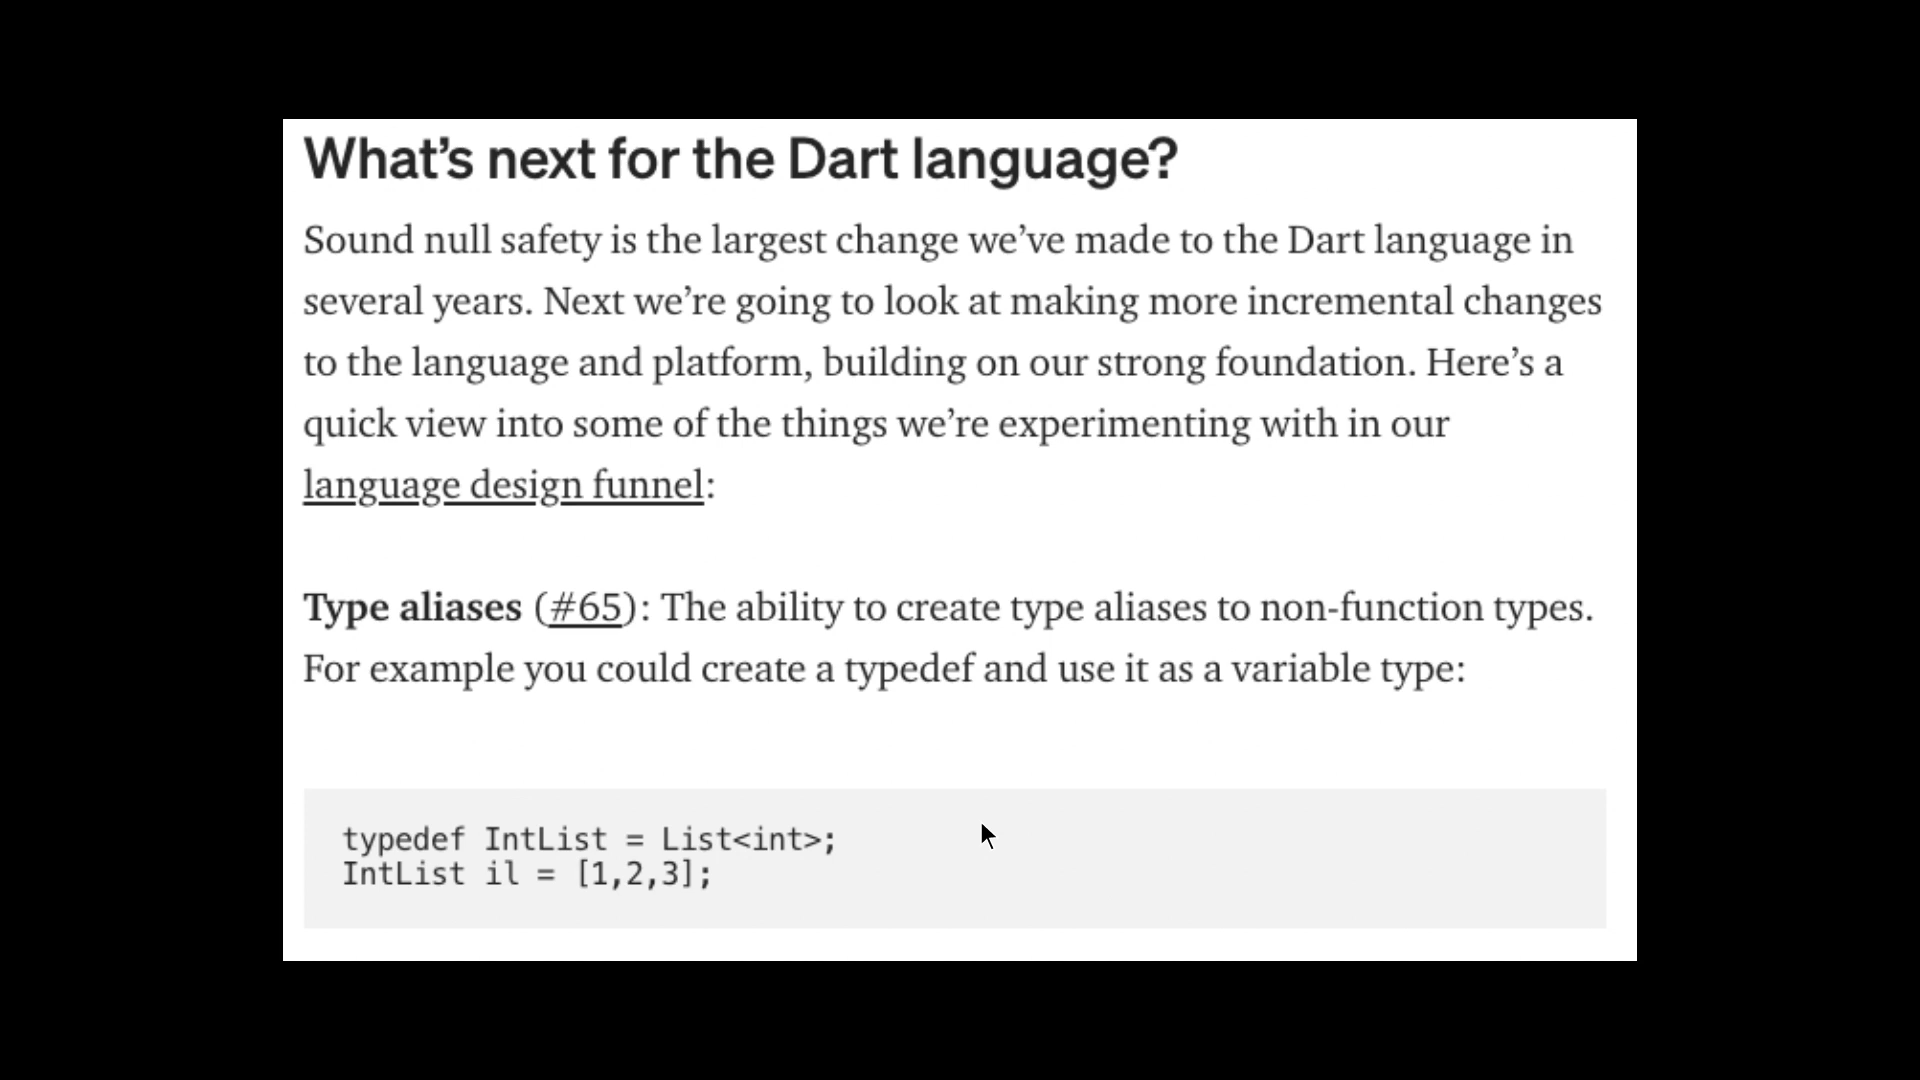 What’s next for the Dart language?
Sound null safety is the largest change we’ve made to the Dart language in
several years. Next we’re going to look at making more incremental changes
to the language and platform, building on our strong foundation. Here’s a
quick view into some of the things we’re experimenting with in our
language design funnel:
Type aliases (#65): The ability to create type aliases to non-function types.
For example you could create a typedef and use it as a variable type:
typedef IntList = List<int>;
IntList il = [1,2,3];